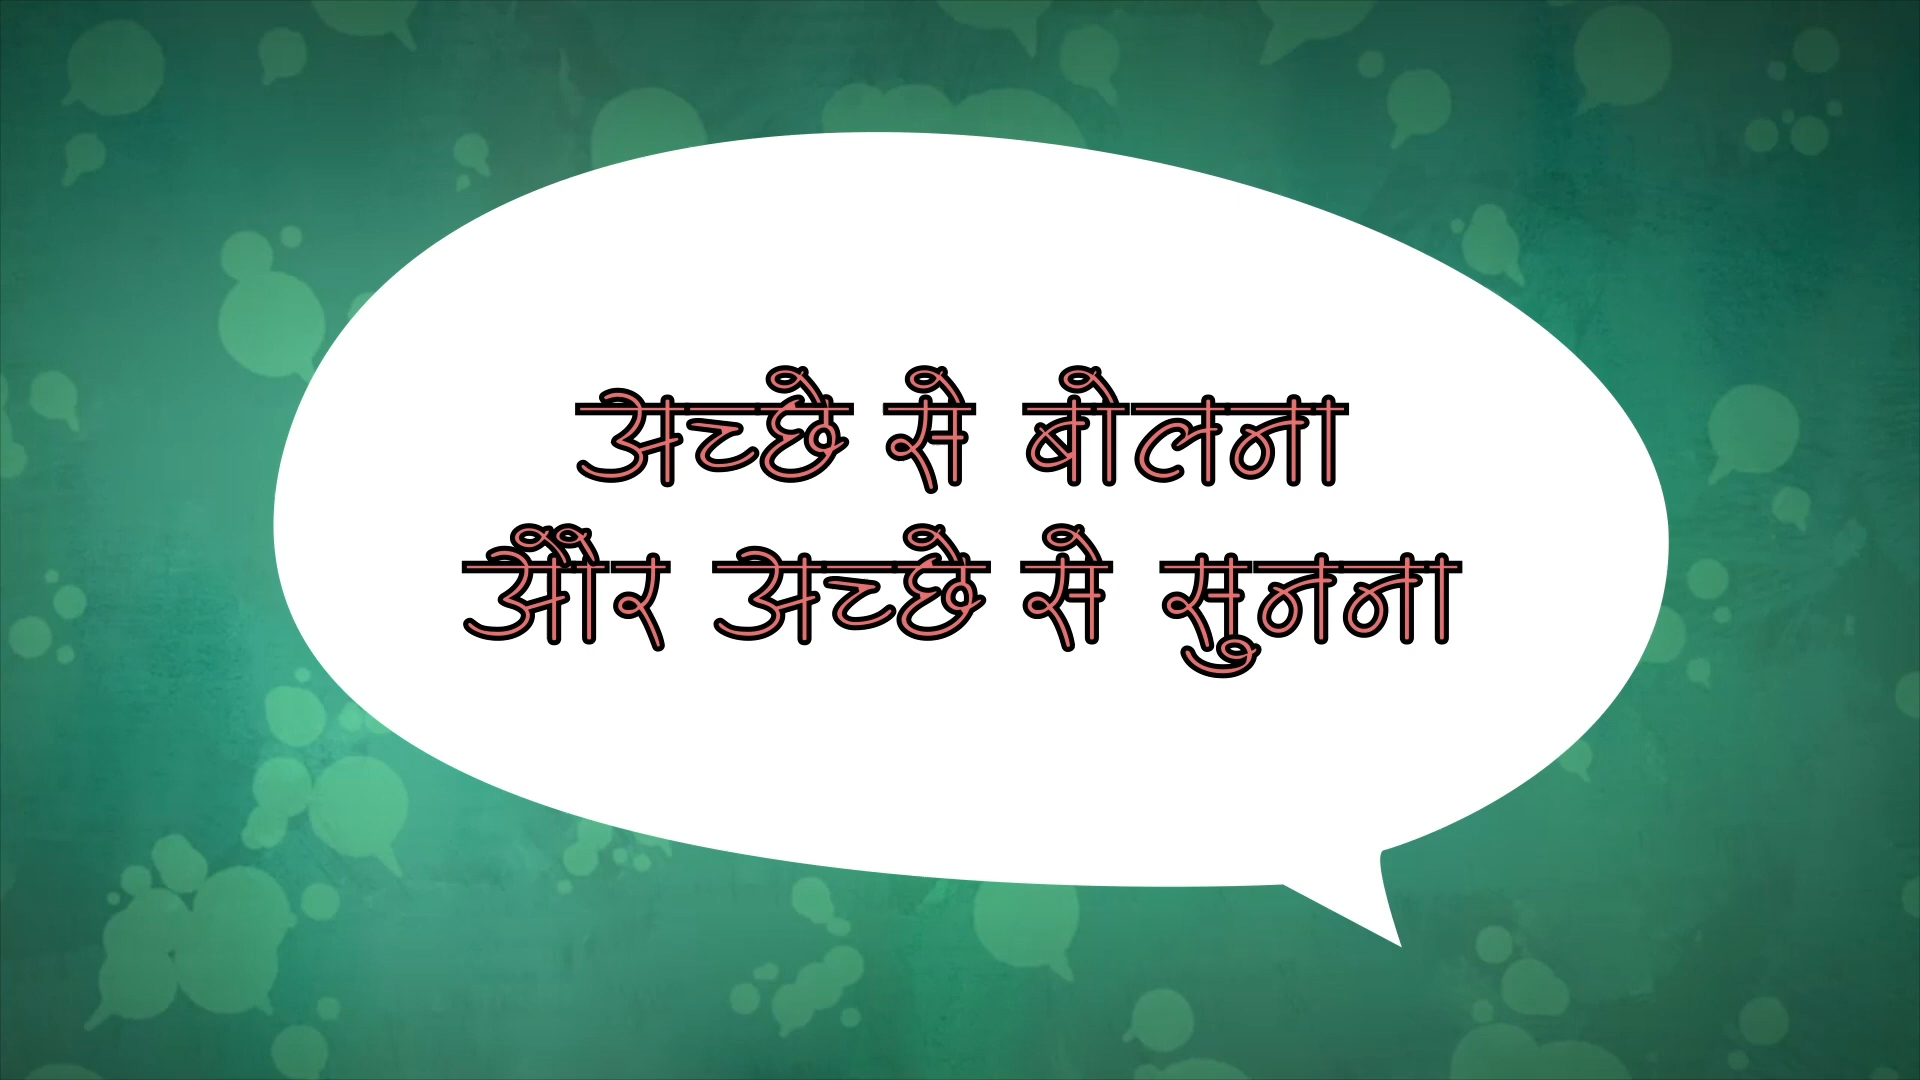 अच्छे से बोलना
और अच्छे से सुनना